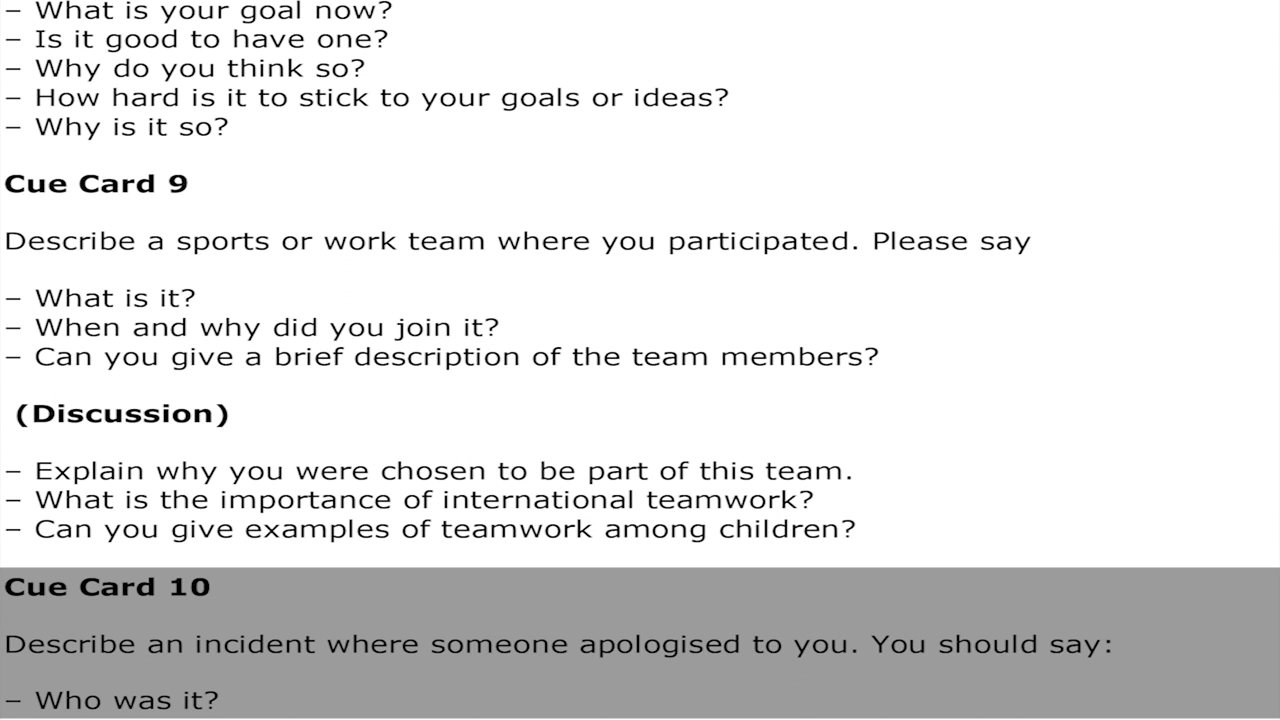 – What is your goal now?
– Is it good to have one?
– Why do you think so?
– How hard is it to stick to your goals or ideas?
– Why is it so?
Cue Card 9
Describe a sports or work team where you participated. Please say
– What is it?
– When and why did you join it?
– Can you give a brief description of the team members?
(Discussion)
– Explain why you were chosen to be part of this team.
– What is the importance of international teamwork?
– Can you give examples of teamwork among children?
Cue Card 10
Describe an incident where someone apologised to you. You should say:
– Who was it?